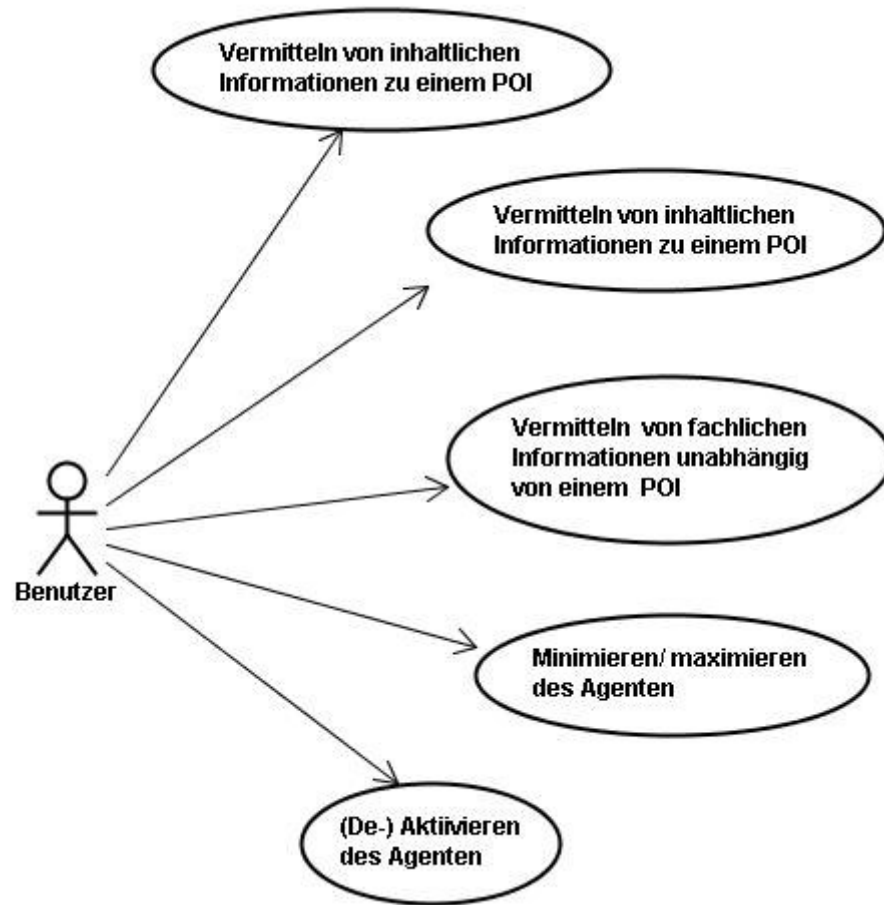 Vermitteln von inhaltlichen
Informationen zu einem POI
Vermitteln von inhaltlichen
Informationen zu einem POI
Vermitteln von fachlichen
Informationen unabhängig
von einem POI
Benutzer
Minimieren/ maximieren
des Agenten
(De-) Aktiivieren
des Agenten